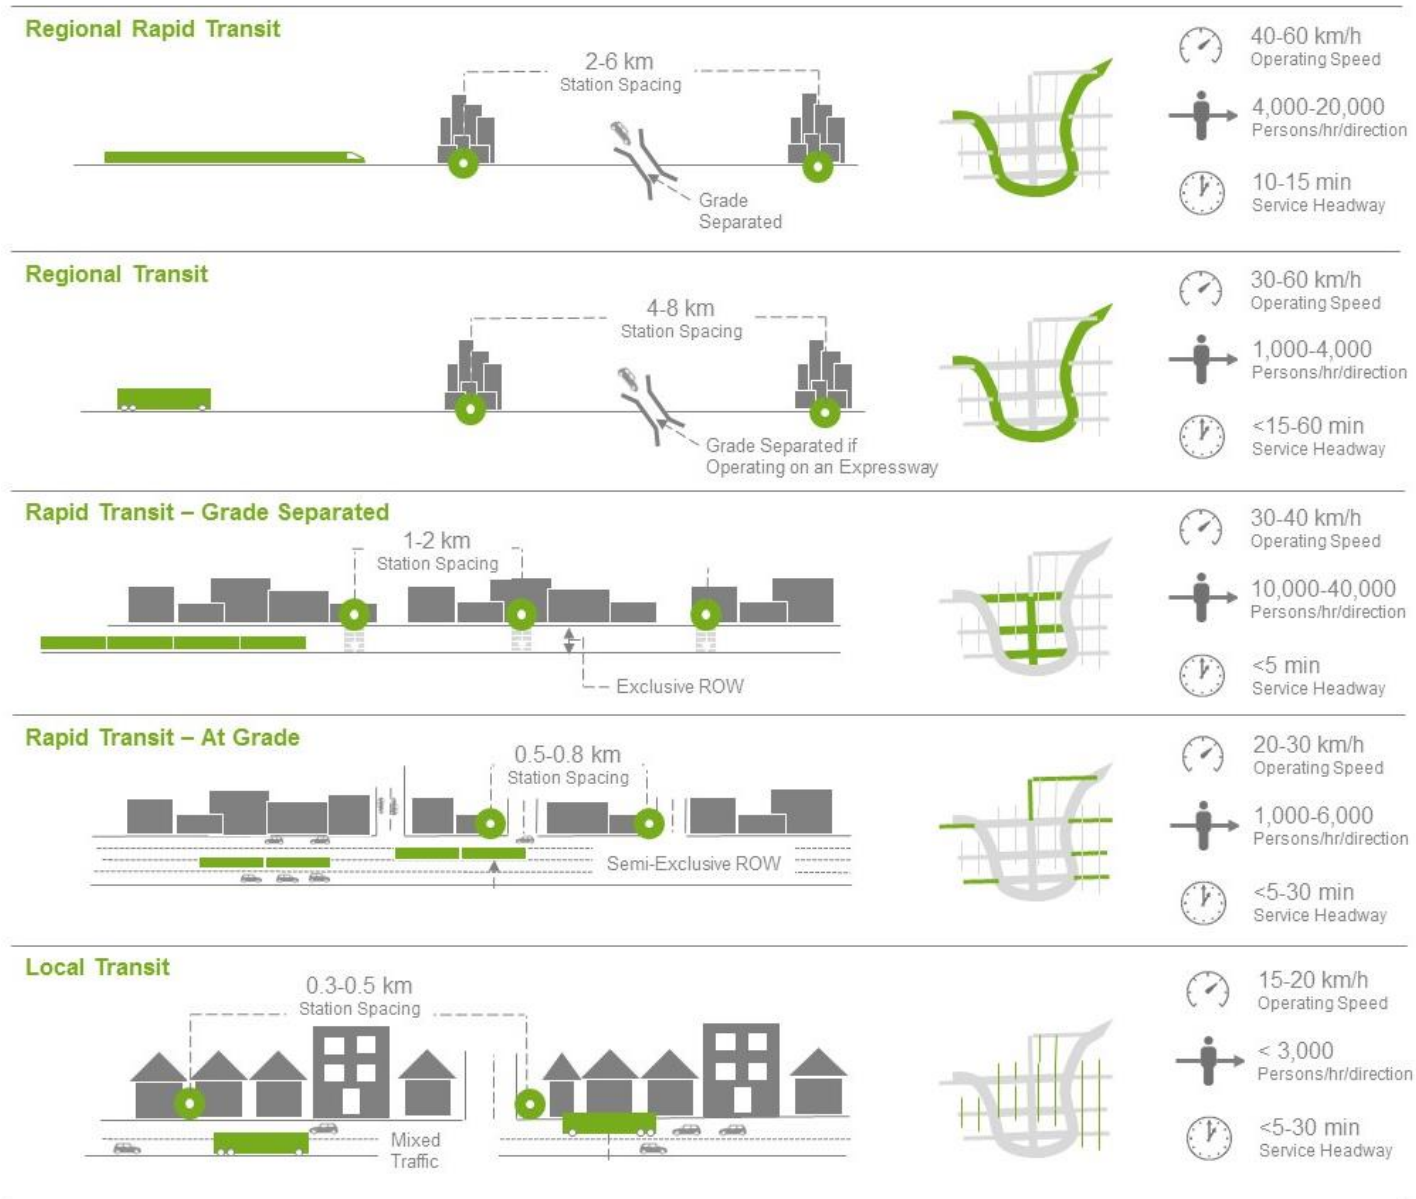 Regional Rapid Transit
2-6 km
Station Spacing
Grade
Separated
40-60 km/h
Operating Speed
4,000-20,000
Persons/hr/direction
10-15 min
Service Headway
Regional Transit
4-8 km
Station Spacing
Grade Separated if
Operating on an Expressway
30-60 km/h
Operating Speed
1,000-4,000
Persons/hr/direction
<15-60 min
Service Headway
Rapid Transit – Grade Separated
1-2 km
Station Spacing
Exclusive ROW
30-40 km/h
Operating Speed
10,000-40,000
Persons/hr/direction
<5 min
Service Headway
Rapid Transit – At Grade
0.5-0.8 km
Station Spacing
Semi-Exclusive ROW
20-30 km/h
Operating Speed
1,000-6,000
Persons/hr/direction
<5-30 min
Service Headway
Local Transit
0.3-0.5 km
Station Spacing
Mixed
Traffic
15-20 km/h
Operating Speed
< 3,000
Persons/hr/direction
<5-30 min
Service Headway